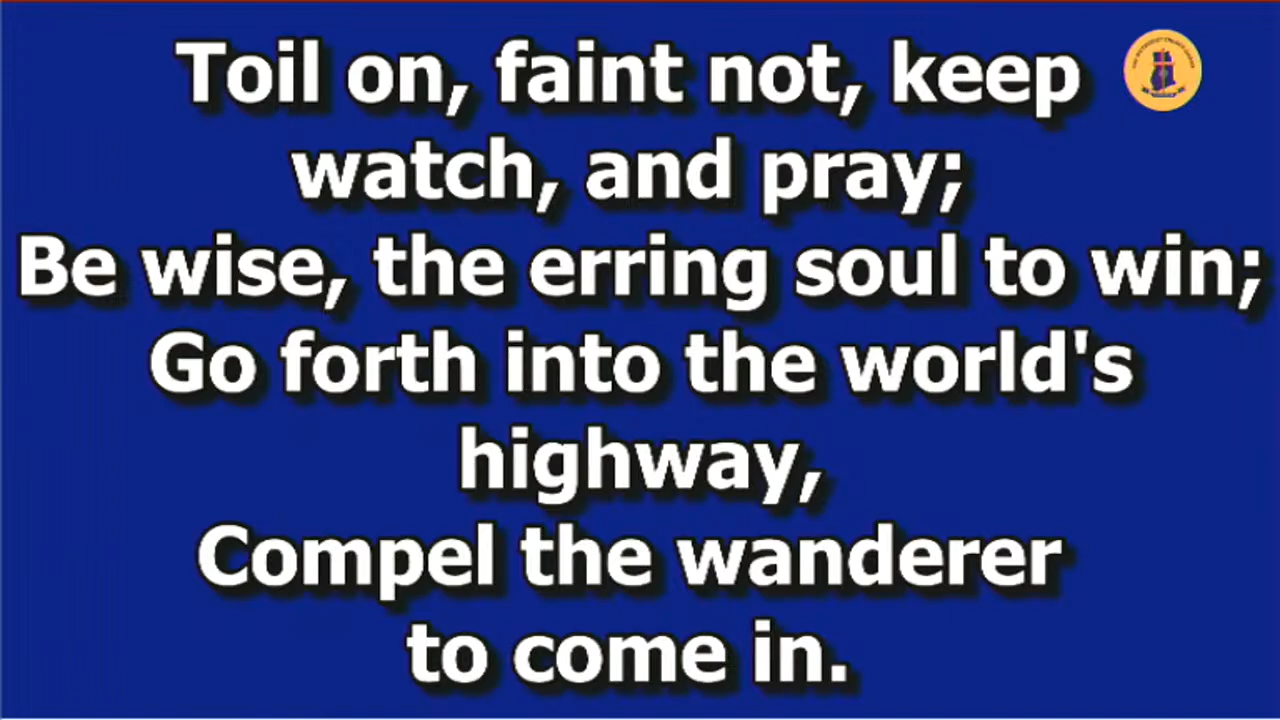 Toil on, faint not, keep
watch, and pray;
Be wise, the erring soul to win;
Go forth into the world's
highway,
Compel the wanderer
to come in.